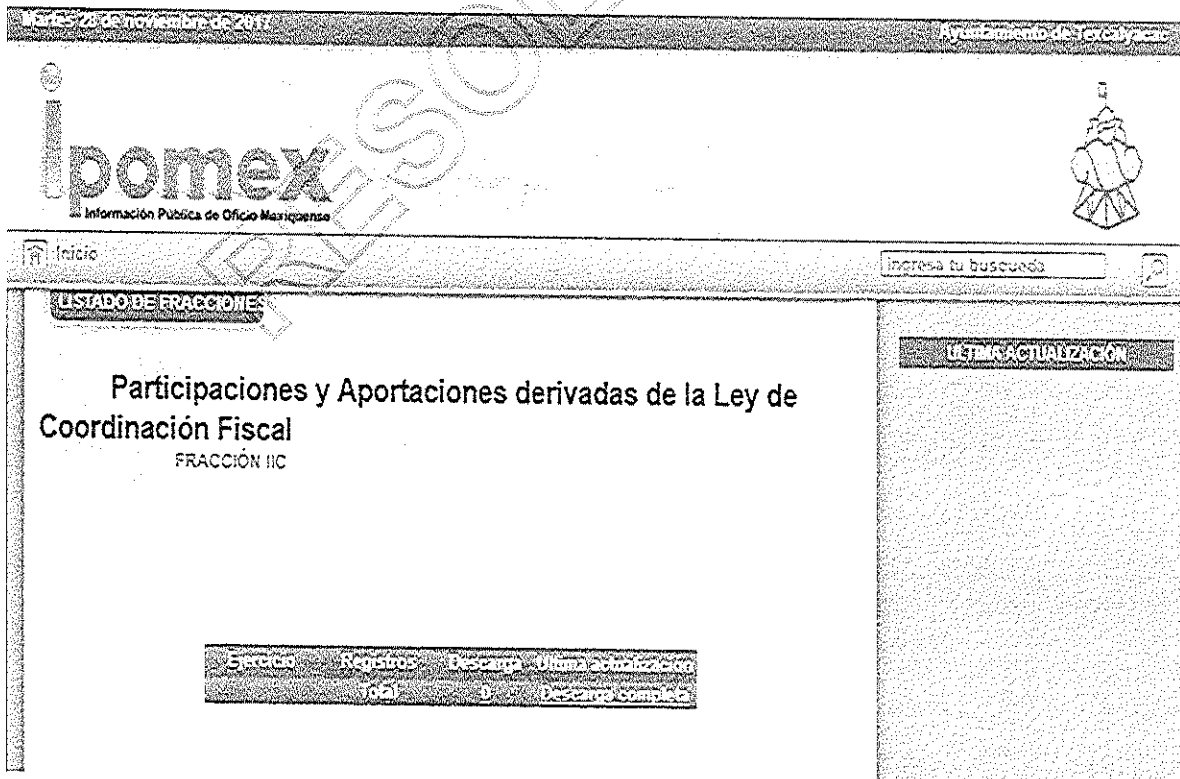 Martes 28 de noviembre de 2017
Ayuntamiento de Texcalyacac
ipomex
Información Pública de Oficio Mexiquense
Inicio
Ingresa tu busqueda
LISTADO DE FRACCIONES
ÚLTIMA ACTUALIZACIÓN
Participaciones y Aportaciones derivadas de la Ley de
Coordinación Fiscal
FRACCIÓN IIC
Ejercicio Registros Descarga Última actualización
Total 0 Descarga completa